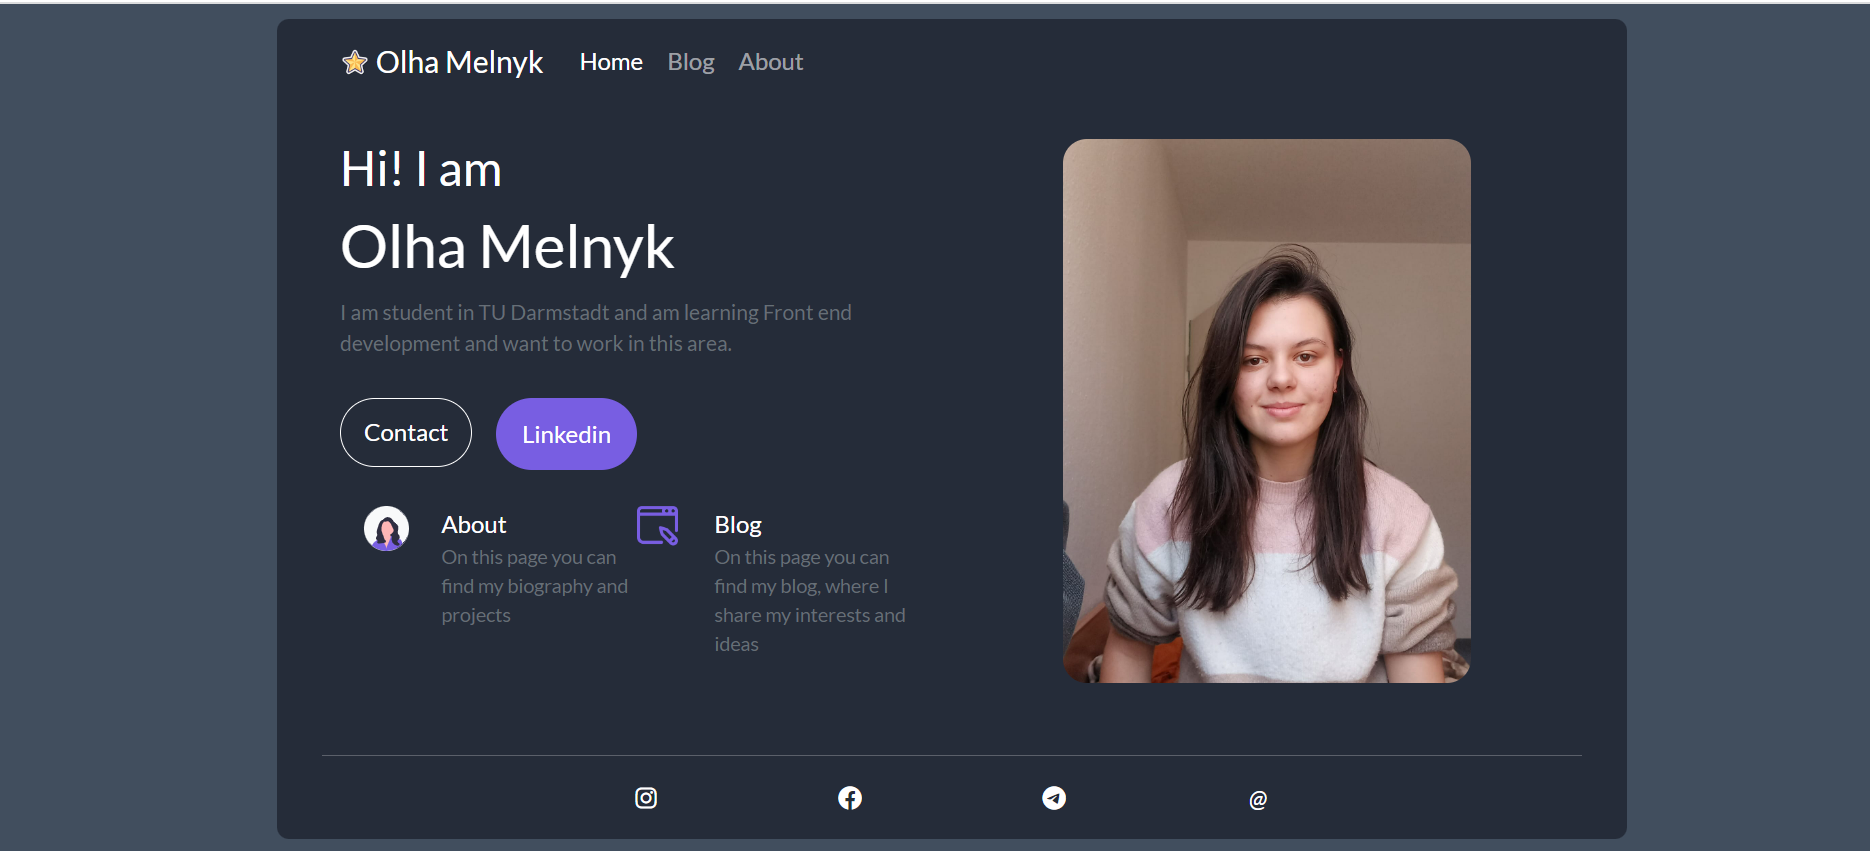 Olha Melnyk Home Blog About
Hi! I am
Olha Melnyk
I am student in TU Darmstadt and am learning Front end
development and want to work in this area.
Contact Linkedin
About
On this page you can
find my biography and
projects
Blog
On this page you can
find my blog, where I
share my interests and
ideas
@